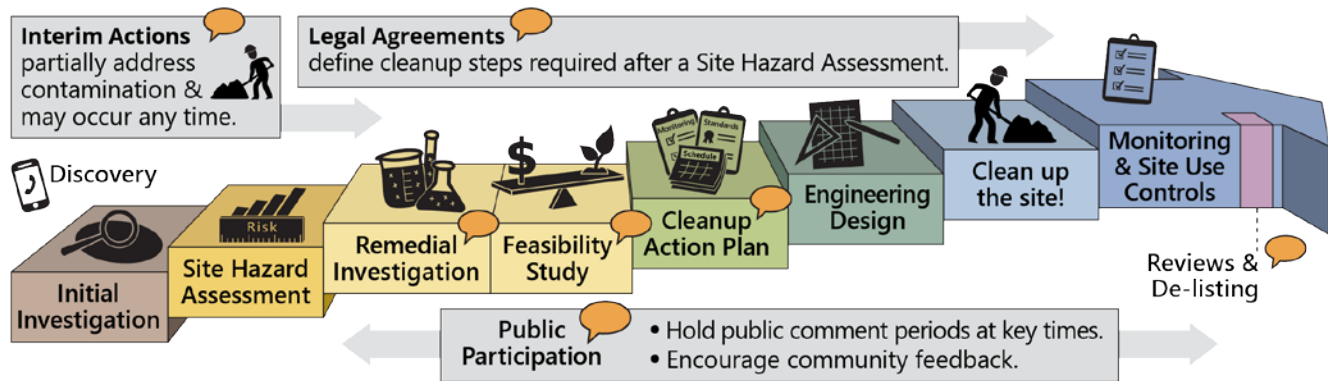 Interim Actions
partially address
contamination &
may occur any time.
Legal Agreements
define cleanup steps required after a Site Hazard Assessment.
Discovery
Initial
Investigation
Risk
Site Hazard
Assessment
Remedial
Investigation
$
Feasibility
Study
Monitoring
Standards
Schedule
Cleanup
Action Plan
Engineering
Design
Clean up
the site!
Monitoring
& Site Use
Controls
Reviews &
De-listing
Public
Participation
• Hold public comment periods at key times.
• Encourage community feedback.